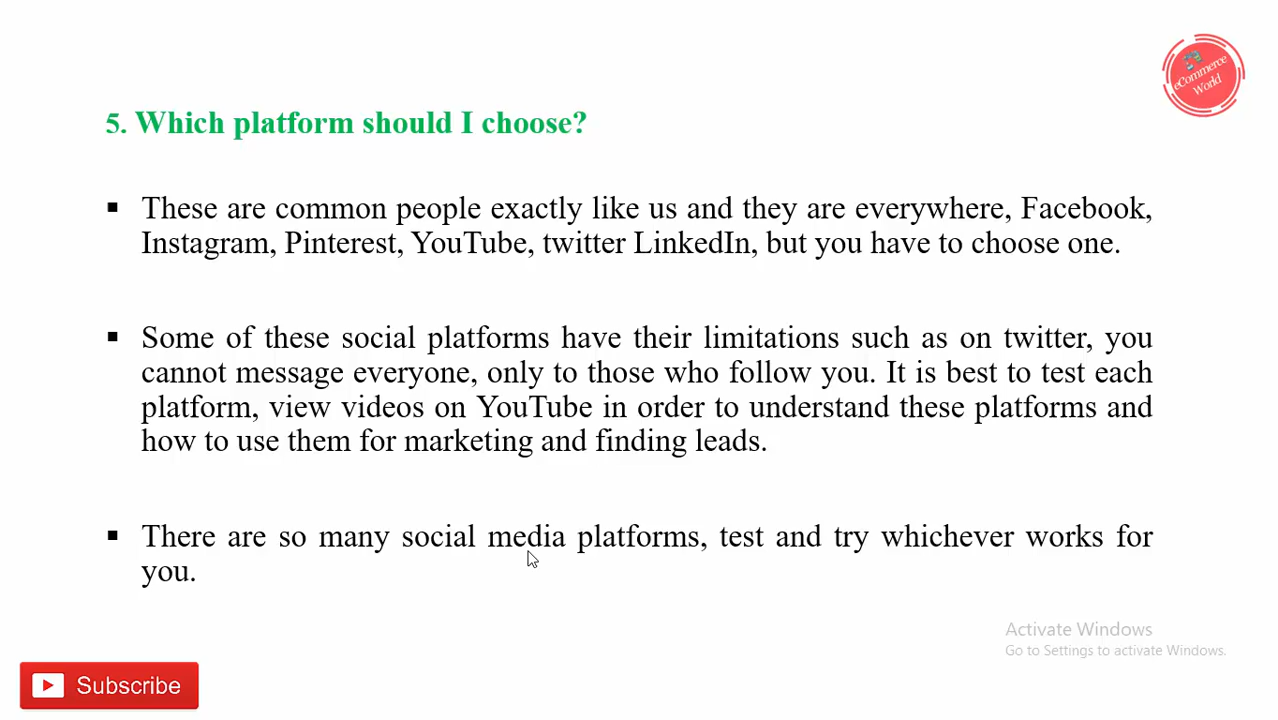 eCommerce
World
5. Which platform should I choose?
▪ These are common people exactly like us and they are everywhere, Facebook,
Instagram, Pinterest, YouTube, twitter LinkedIn, but you have to choose one.
▪ Some of these social platforms have their limitations such as on twitter, you
cannot message everyone, only to those who follow you. It is best to test each
platform, view videos on YouTube in order to understand these platforms and
how to use them for marketing and finding leads.
▪ There are so many social media platforms, test and try whichever works for
you.
Activate Windows
Go to Settings to activate Windows.
Subscribe